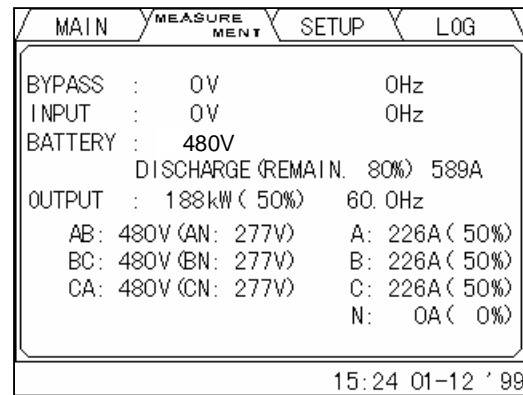 MAIN MEASUREMENT SETUP LOG
BYPASS : 0V 0Hz
INPUT : 0V 0Hz
BATTERY : 480V
DISCHARGE(REMAIN. 80%) 589A
OUTPUT : 188kW( 50%) 60.0Hz
AB: 480V(AN: 277V) A: 226A( 50%)
BC: 480V(BN: 277V) B: 226A( 50%)
CA: 480V(CN: 277V) C: 226A( 50%)
N: 0A( 0%)
15:24 01-12 '99